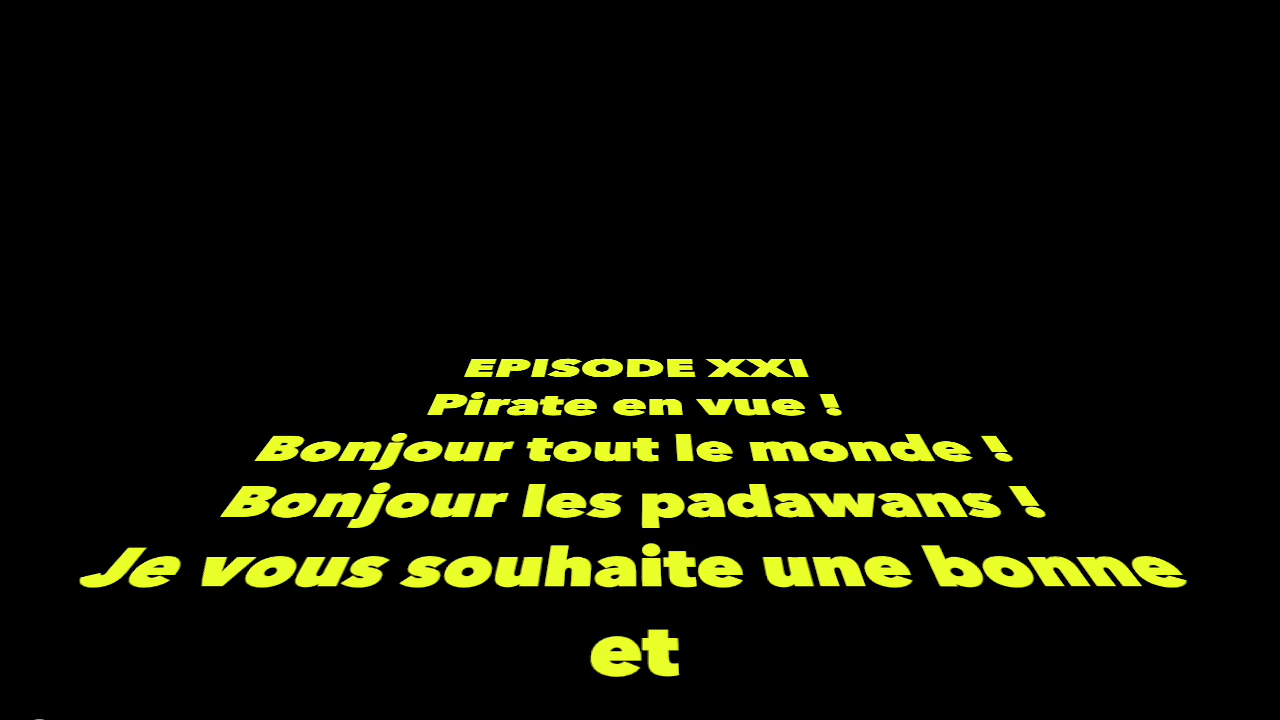 EPISODE XXI
Pirate en vue !
Bonjour tout le monde !
Bonjour les padawans !
Je vous souhaite une bonne
et